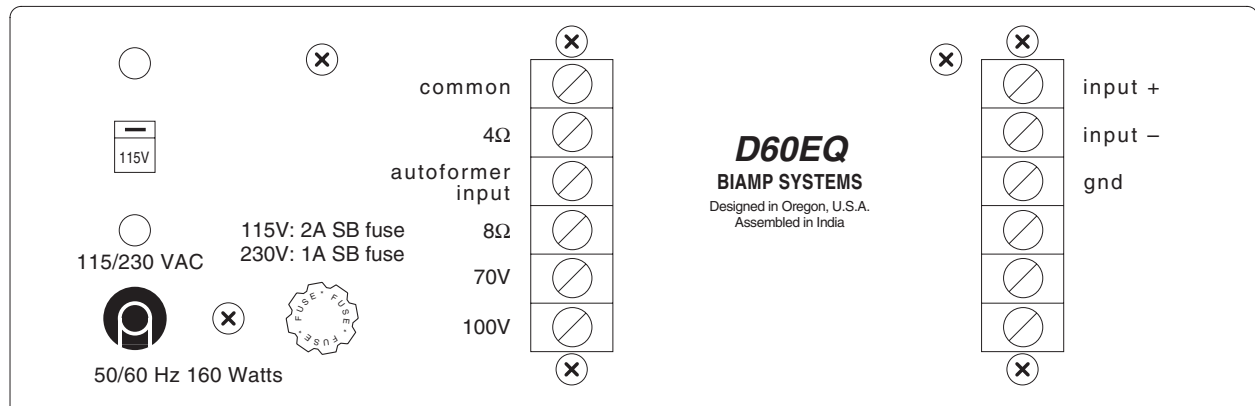 115V
115/230 VAC
115V: 2A SB fuse
230V: 1A SB fuse
FUSE • FUSE • FUSE • FUSE •
50/60 Hz 160 Watts
common
4Ω
autoformer
input
8Ω
70V
100V
D60EQ
BIAMP SYSTEMS
Designed in Oregon, U.S.A.
Assembled in India
input +
input –
gnd